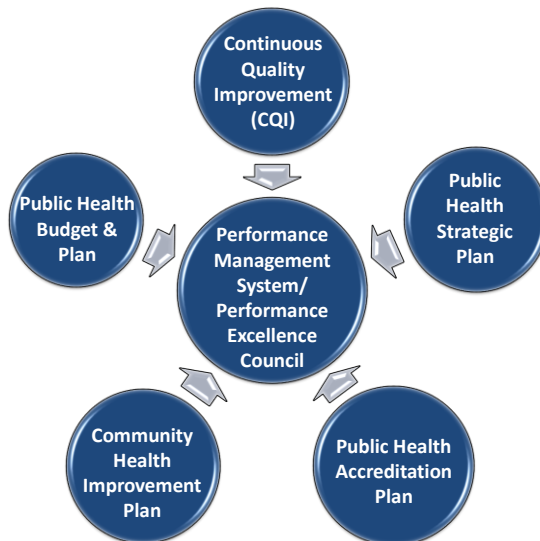 Continuous
Quality
Improvement
(CQI)
Public Health
Budget &
Plan
Public
Health
Strategic
Plan
Performance
Management
System/
Performance
Excellence
Council
Community
Health
Improvement
Plan
Public Health
Accreditation
Plan